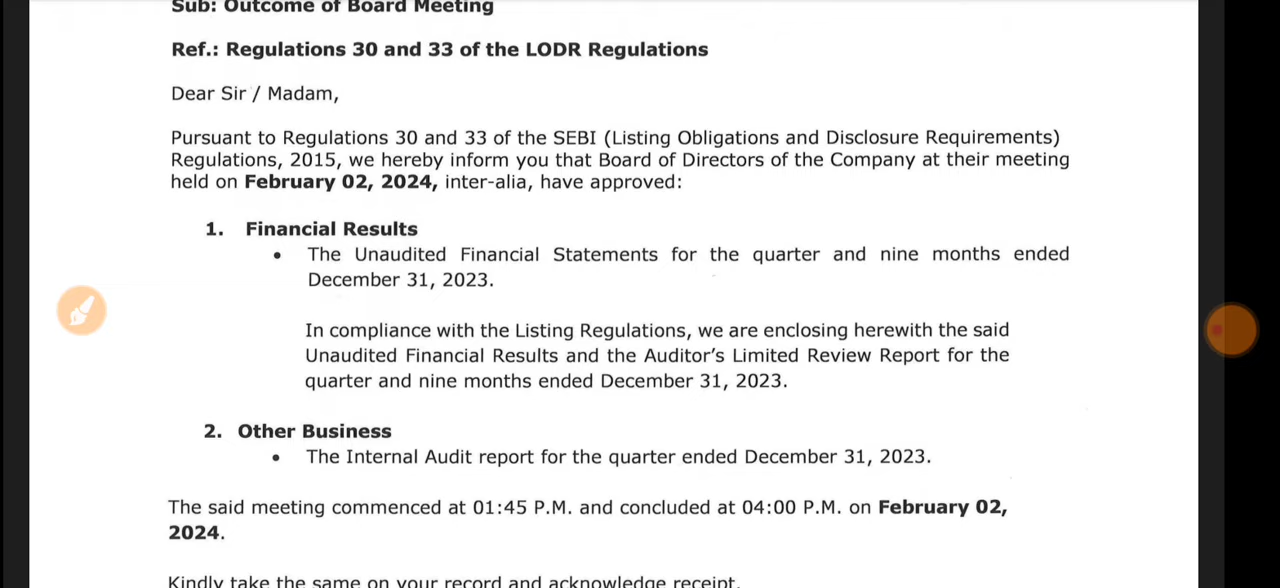 Sub: Outcome of Board Meeting
Ref.: Regulations 30 and 33 of the LODR Regulations
Dear Sir / Madam,
Pursuant to Regulations 30 and 33 of the SEBI (Listing Obligations and Disclosure Requirements)
Regulations, 2015, we hereby inform you that Board of Directors of the Company at their meeting
held on February 02, 2024, inter-alia, have approved:
1. Financial Results
• The Unaudited Financial Statements for the quarter and nine months ended
December 31, 2023.
In compliance with the Listing Regulations, we are enclosing herewith the said
Unaudited Financial Results and the Auditor's Limited Review Report for the
quarter and nine months ended December 31, 2023.
2. Other Business
• The Internal Audit report for the quarter ended December 31, 2023.
The said meeting commenced at 01:45 P.M. and concluded at 04:00 P.M. on February 02,
2024.
Kindly take the same on your record and acknowledge receipt.